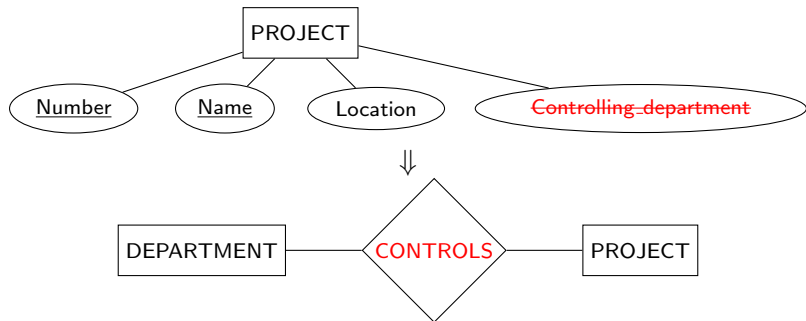 PROJECT
Number Name Location Controlling_department
⇓
DEPARTMENT CONTROLS PROJECT